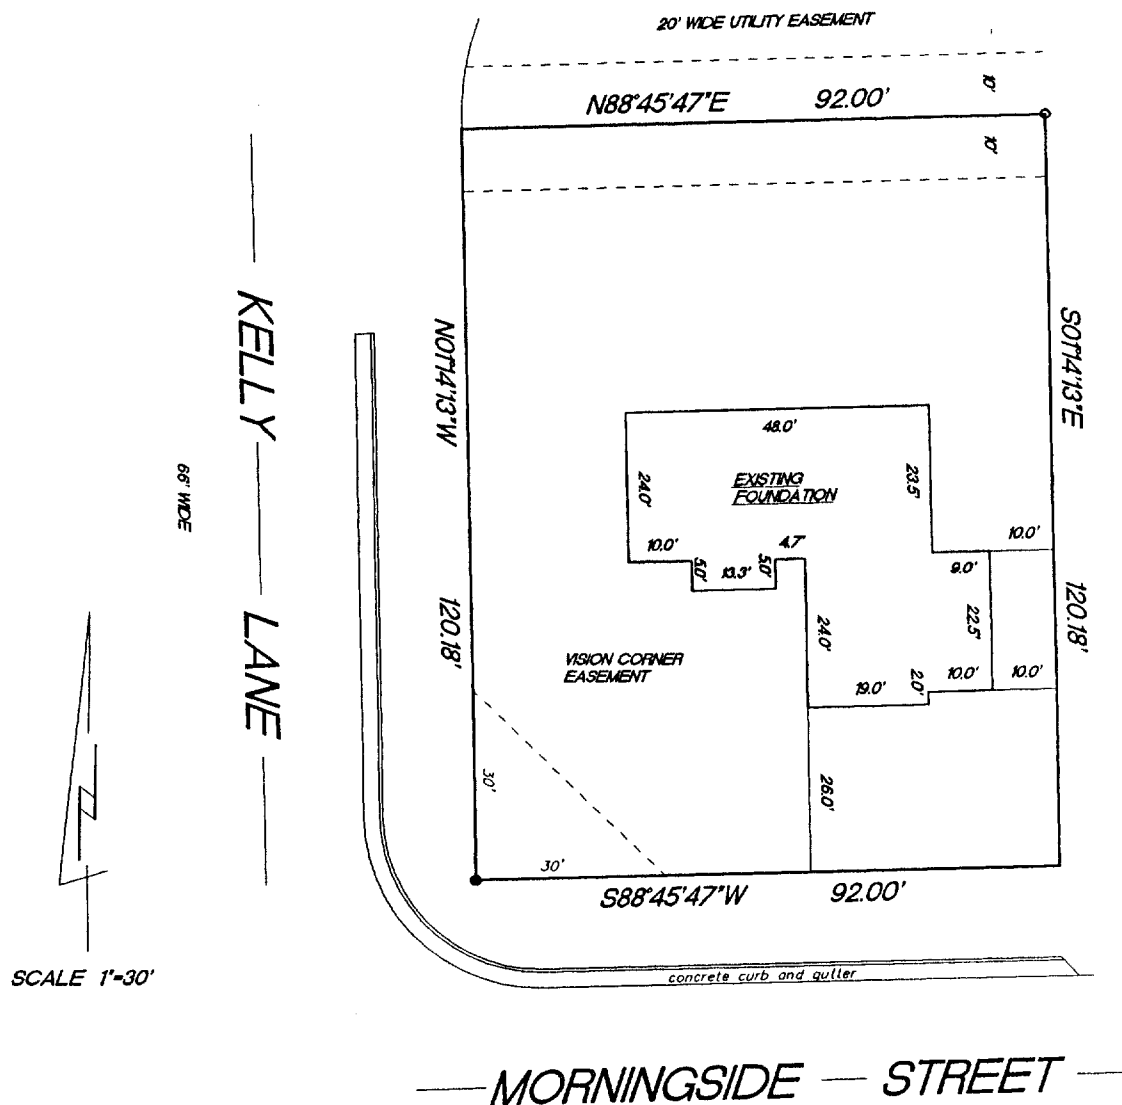 20' WIDE UTILITY EASEMENT
10'
N88°45'47"E 92.00'
10'
KELLY LANE
66' WIDE
N01°14'13"W 120.18'
S01°14'13"E 120.18'
48.0'
24.0'
EXISTING
FOUNDATION
23.5'
10.0'
5.0'
13.3'
5.0'
4.7'
10.0'
9.0'
24.0'
22.5'
VISION CORNER
EASEMENT
19.0'
2.0'
10.0'
10.0'
30'
26.0'
30'
S88°45'47"W 92.00'
SCALE 1"=30'
concrete curb and gutter
MORNINGSIDE STREET